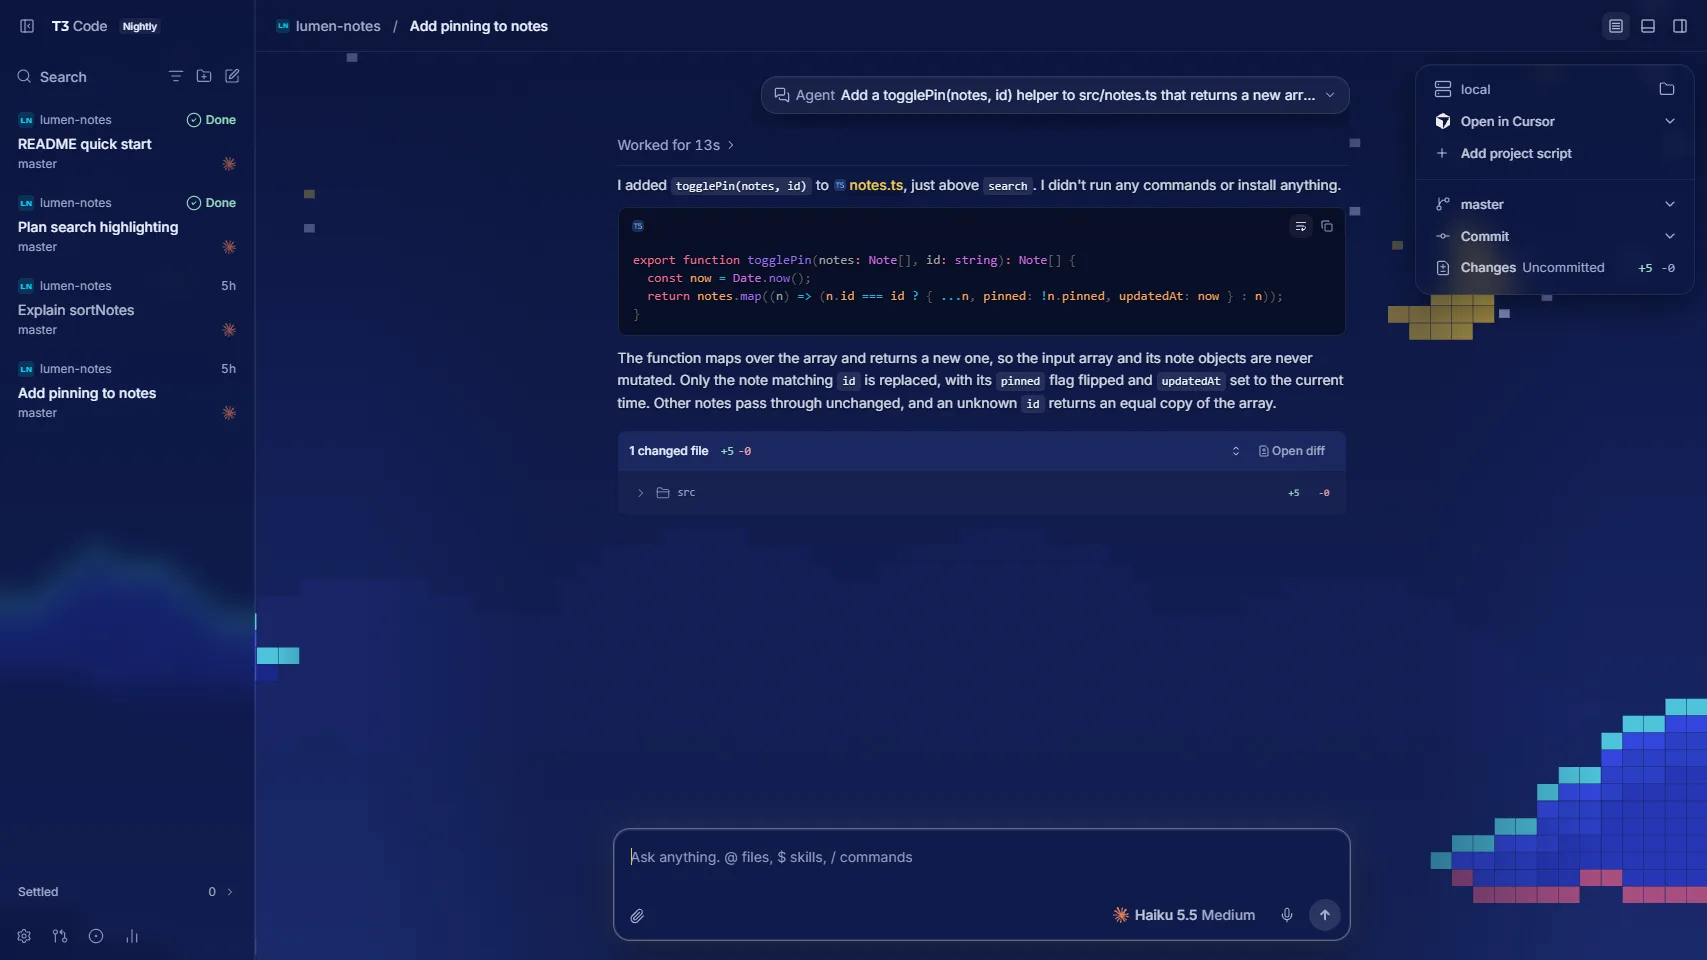 T3 Code Nightly
LN lumen-notes / Add pinning to notes
Search
LN lumen-notes Done
README quick start
master
LN lumen-notes Done
Plan search highlighting
master
LN lumen-notes 5h
Explain sortNotes
master
LN lumen-notes 5h
Add pinning to notes
master
Settled 0
Agent Add a togglePin(notes, id) helper to src/notes.ts that returns a new arr...
Worked for 13s
I added togglePin(notes, id) to TS notes.ts, just above search. I didn't run any commands or install anything.
TS
export function togglePin(notes: Note[], id: string): Note[] {
const now = Date.now();
return notes.map((n) => (n.id === id ? { ...n, pinned: !n.pinned, updatedAt: now } : n));
}
The function maps over the array and returns a new one, so the input array and its note objects are never
mutated. Only the note matching id is replaced, with its pinned flag flipped and updatedAt set to the current
time. Other notes pass through unchanged, and an unknown id returns an equal copy of the array.
1 changed file +5 -0 Open diff
src +5 -0
Ask anything. @ files, $ skills, / commands
Haiku 5.5 Medium
local
Open in Cursor
Add project script
master
Commit
Changes Uncommitted +5 -0